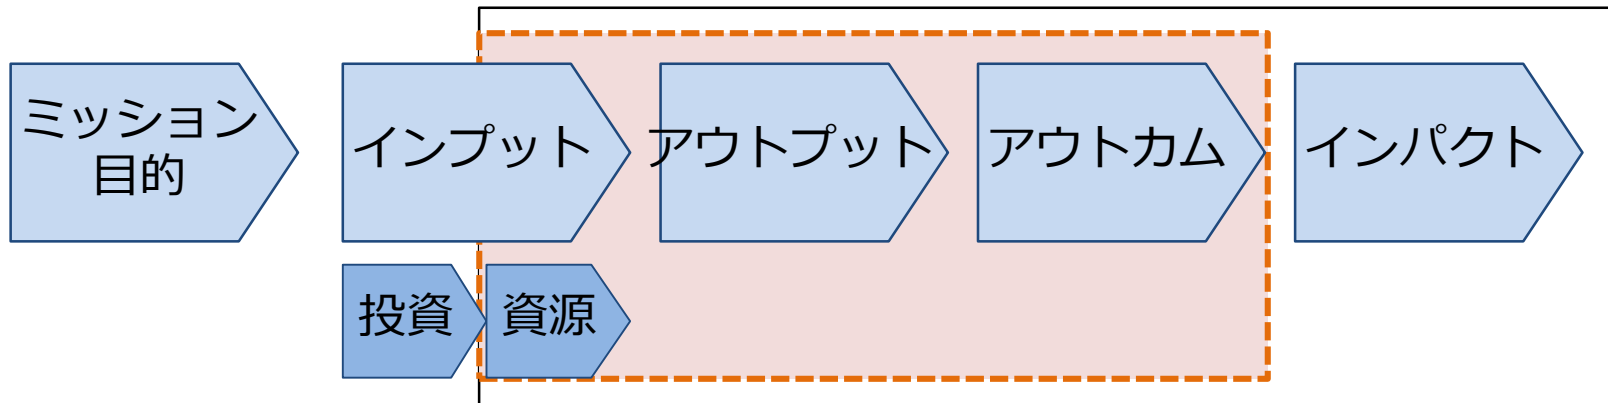 ミッション
目的
インプット
アウトプット
アウトカム
インパクト
投資
資源